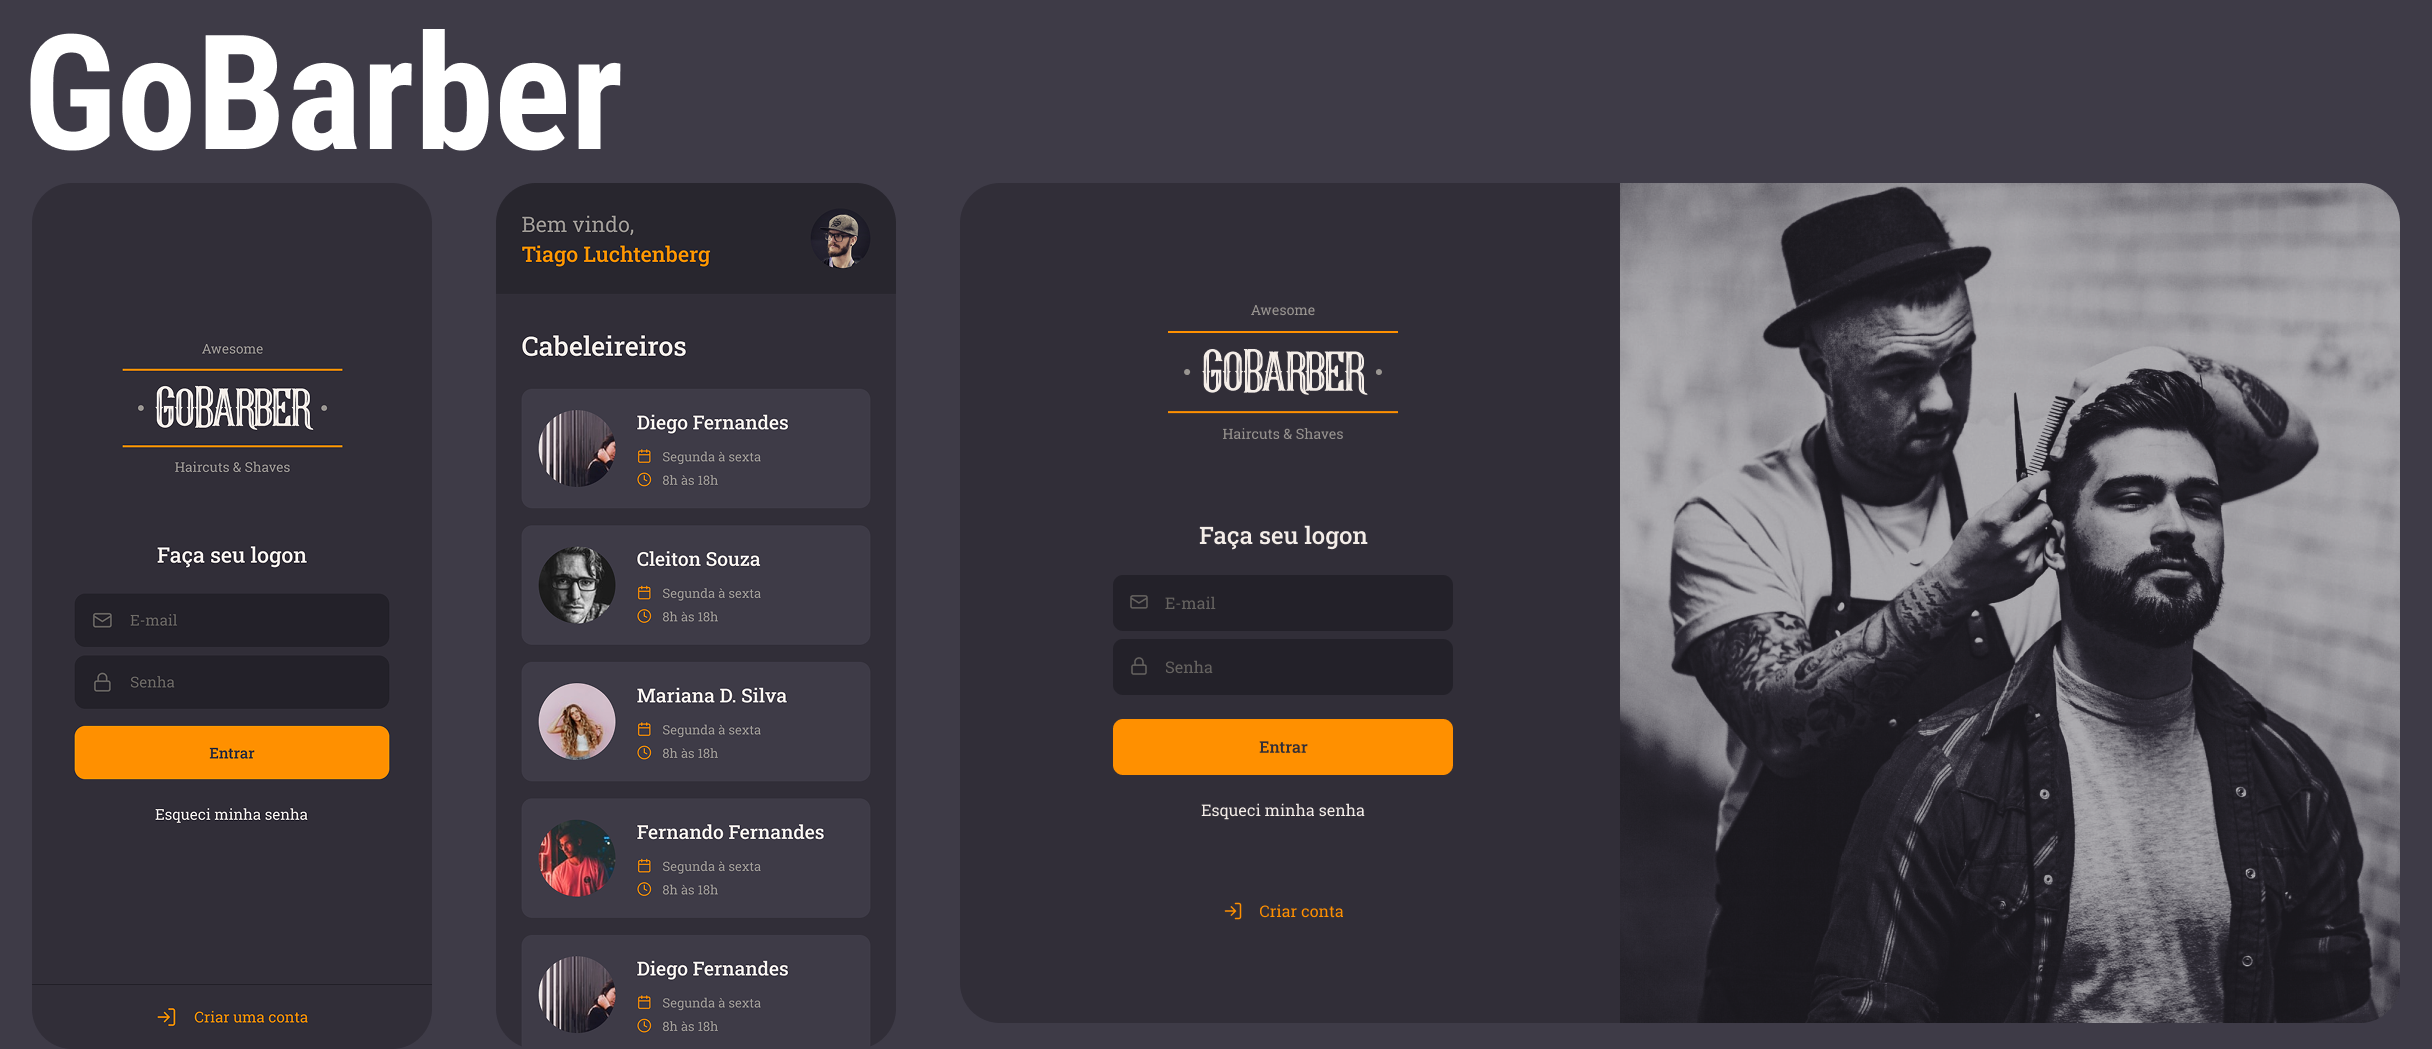 GoBarber
Awesome
GOBARBER
Haircuts & Shaves
Faça seu logon
E-mail
Senha
Entrar
Esqueci minha senha
Criar uma conta
Bem vindo,
Tiago Luchtenberg
Cabeleireiros
Diego Fernandes
Segunda à sexta
8h às 18h
Cleiton Souza
Segunda à sexta
8h às 18h
Mariana D. Silva
Segunda à sexta
8h às 18h
Fernando Fernandes
Segunda à sexta
8h às 18h
Diego Fernandes
Segunda à sexta
8h às 18h
Awesome
GOBARBER
Haircuts & Shaves
Faça seu logon
E-mail
Senha
Entrar
Esqueci minha senha
Criar conta